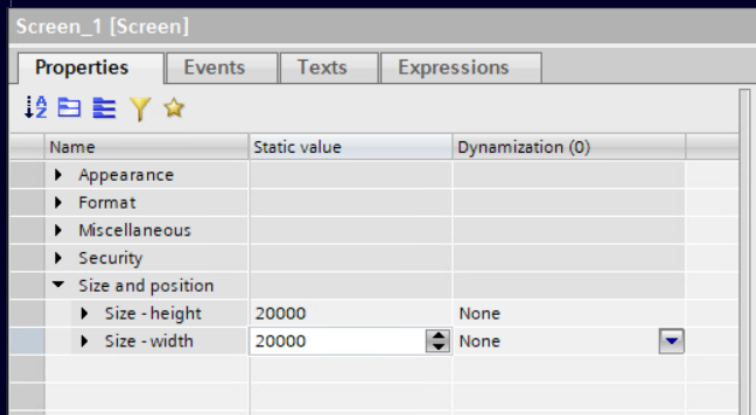 Screen_1 [Screen]
Properties Events Texts Expressions
Name Static value Dynamization (0)
Appearance
Format
Miscellaneous
Security
Size and position
Size - height 20000 None
Size - width 20000 None